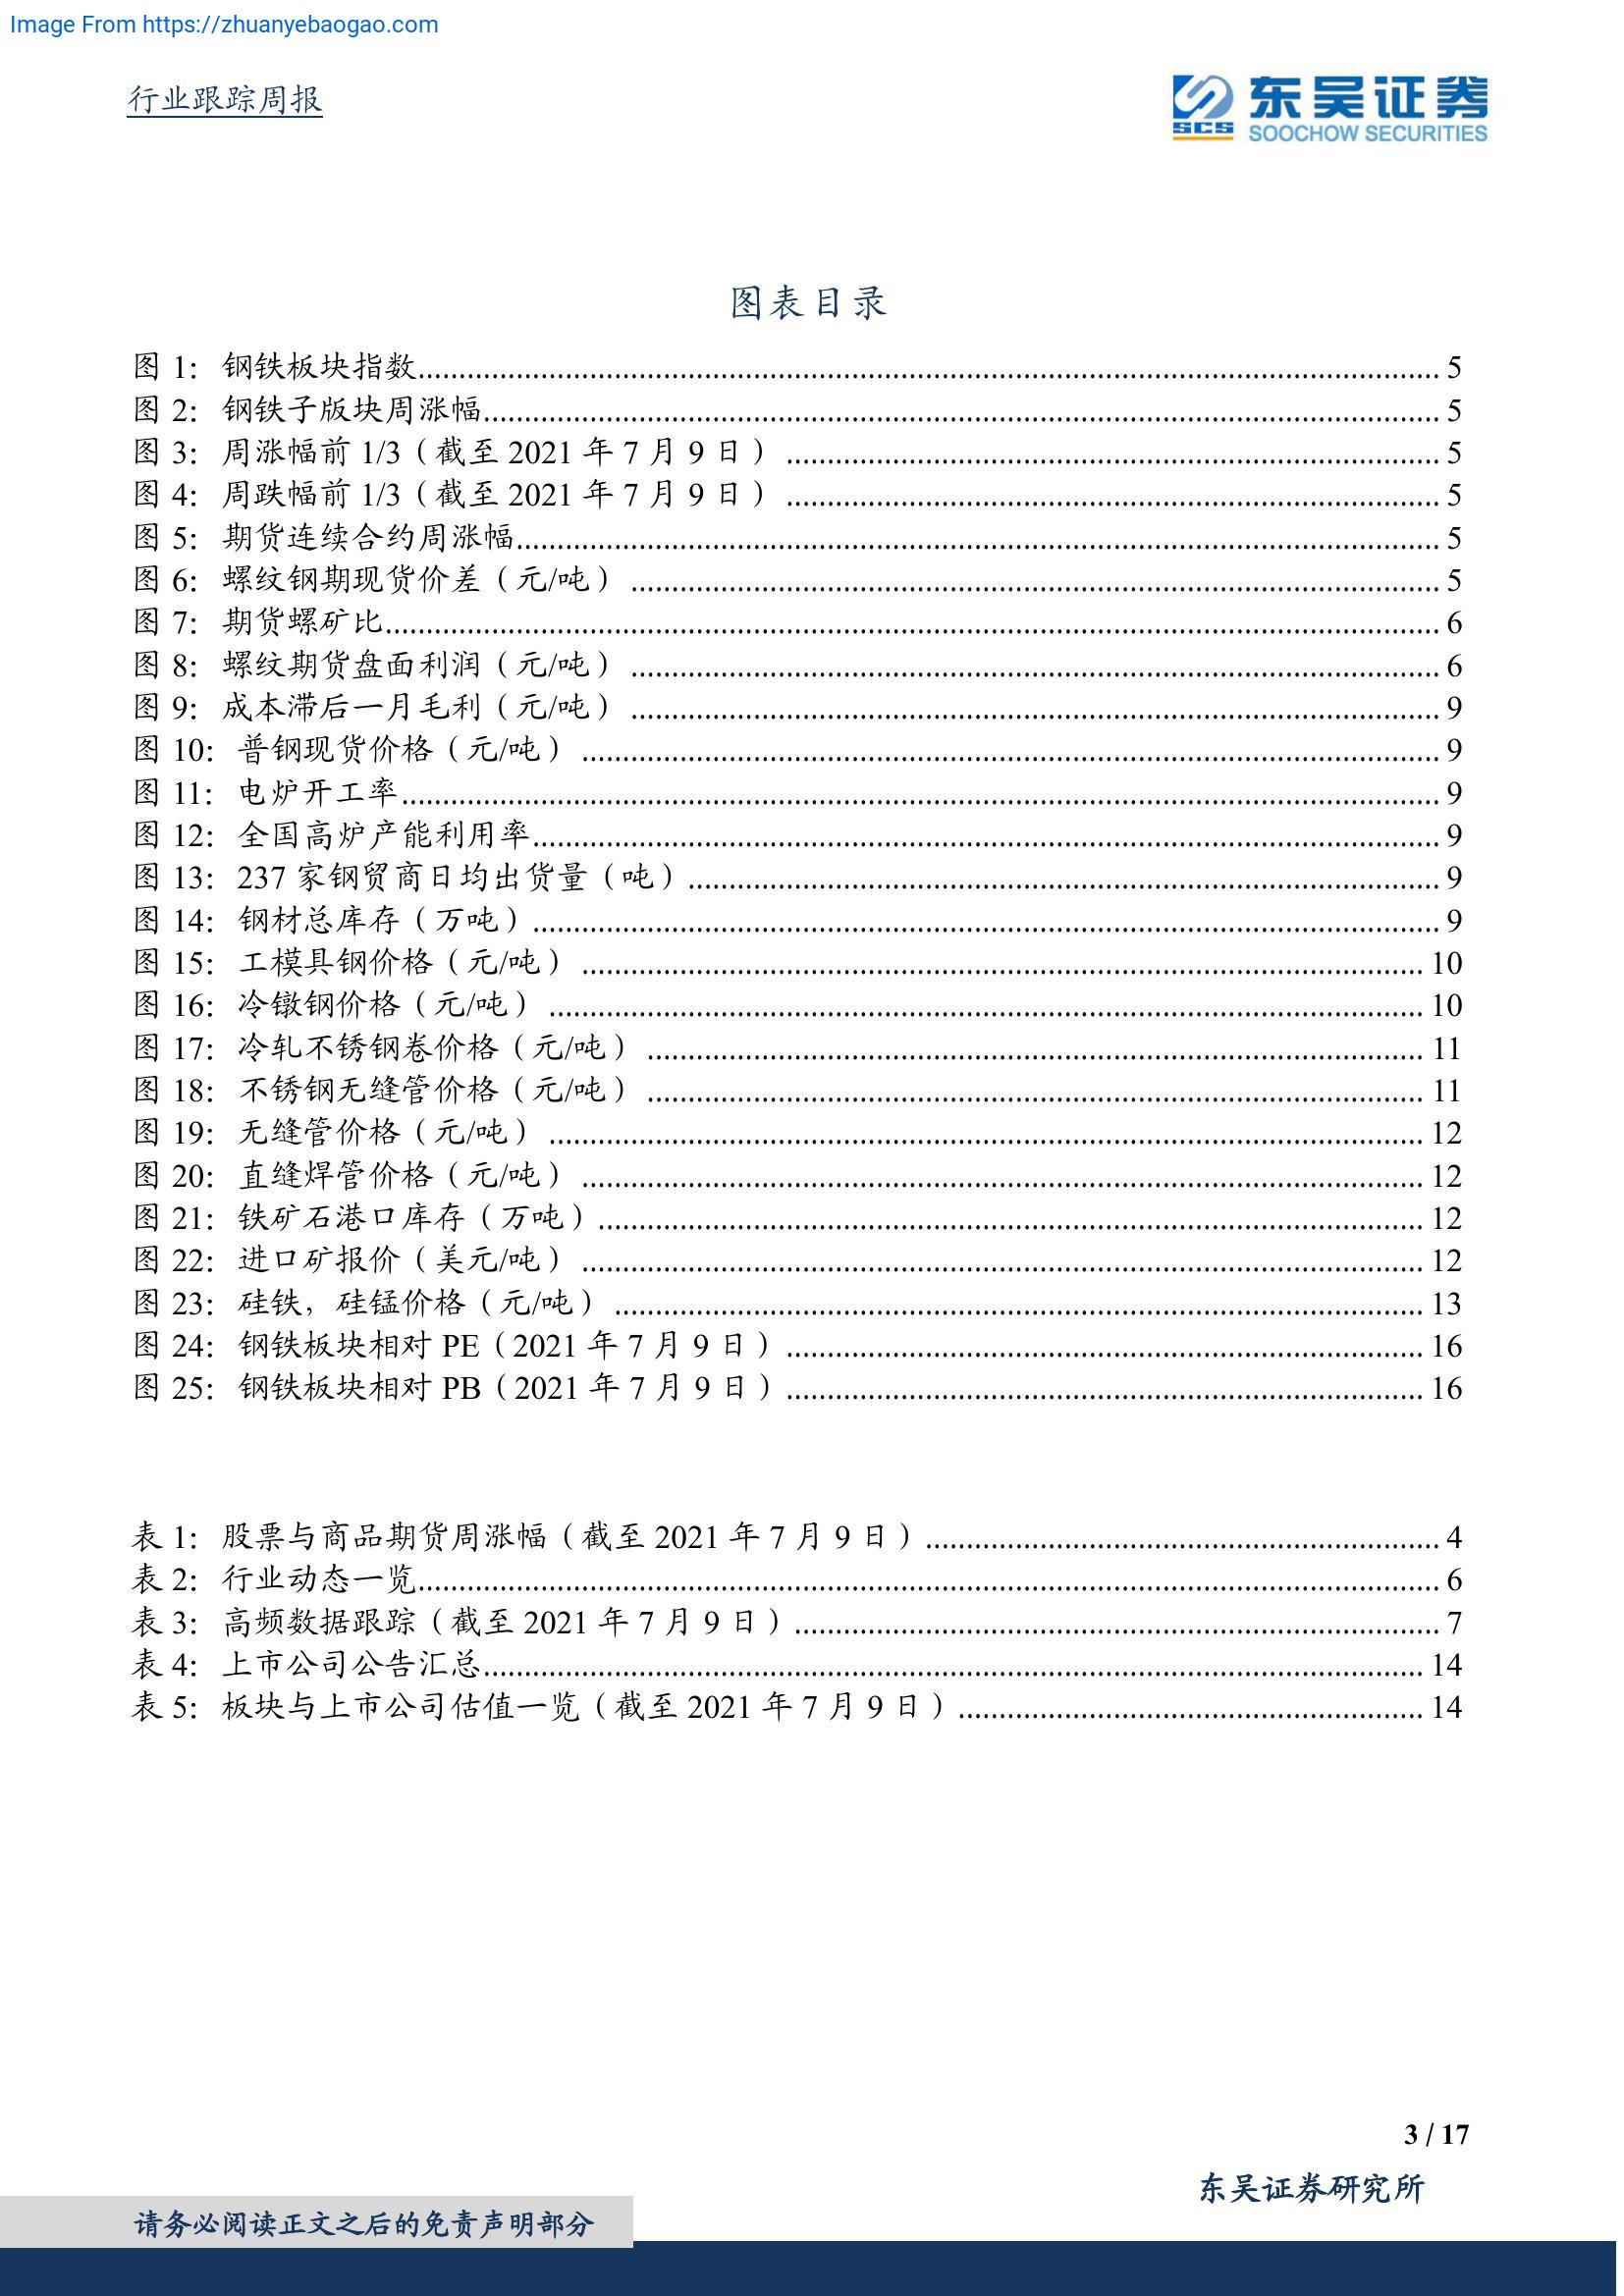 Image From https://zhuanyebaogao.com
行业跟踪周报
东吴证券
SCS
SOOCHOW SECURITIES
图表目录
图 1：钢铁板块指数 5
图 2：钢铁子版块周涨幅 5
图 3：周涨幅前 1/3（截至 2021 年 7 月 9 日） 5
图 4：周跌幅前 1/3（截至 2021 年 7 月 9 日） 5
图 5：期货连续合约周涨幅 5
图 6：螺纹钢期现货价差（元/吨） 5
图 7：期货螺矿比 6
图 8：螺纹期货盘面利润（元/吨） 6
图 9：成本滞后一月毛利（元/吨） 9
图 10：普钢现货价格（元/吨） 9
图 11：电炉开工率 9
图 12：全国高炉产能利用率 9
图 13：237 家钢贸商日均出货量（吨） 9
图 14：钢材总库存（万吨） 9
图 15：工模具钢价格（元/吨） 10
图 16：冷镦钢价格（元/吨） 10
图 17：冷轧不锈钢卷价格（元/吨） 11
图 18：不锈钢无缝管价格（元/吨） 11
图 19：无缝管价格（元/吨） 12
图 20：直缝焊管价格（元/吨） 12
图 21：铁矿石港口库存（万吨） 12
图 22：进口矿报价（美元/吨） 12
图 23：硅铁，硅锰价格（元/吨） 13
图 24：钢铁板块相对 PE（2021 年 7 月 9 日） 16
图 25：钢铁板块相对 PB（2021 年 7 月 9 日） 16
表 1：股票与商品期货周涨幅（截至 2021 年 7 月 9 日） 4
表 2：行业动态一览 6
表 3：高频数据跟踪（截至 2021 年 7 月 9 日） 7
表 4：上市公司公告汇总 14
表 5：板块与上市公司估值一览（截至 2021 年 7 月 9 日） 14
3 / 17
东吴证券研究所
请务必阅读正文之后的免责声明部分